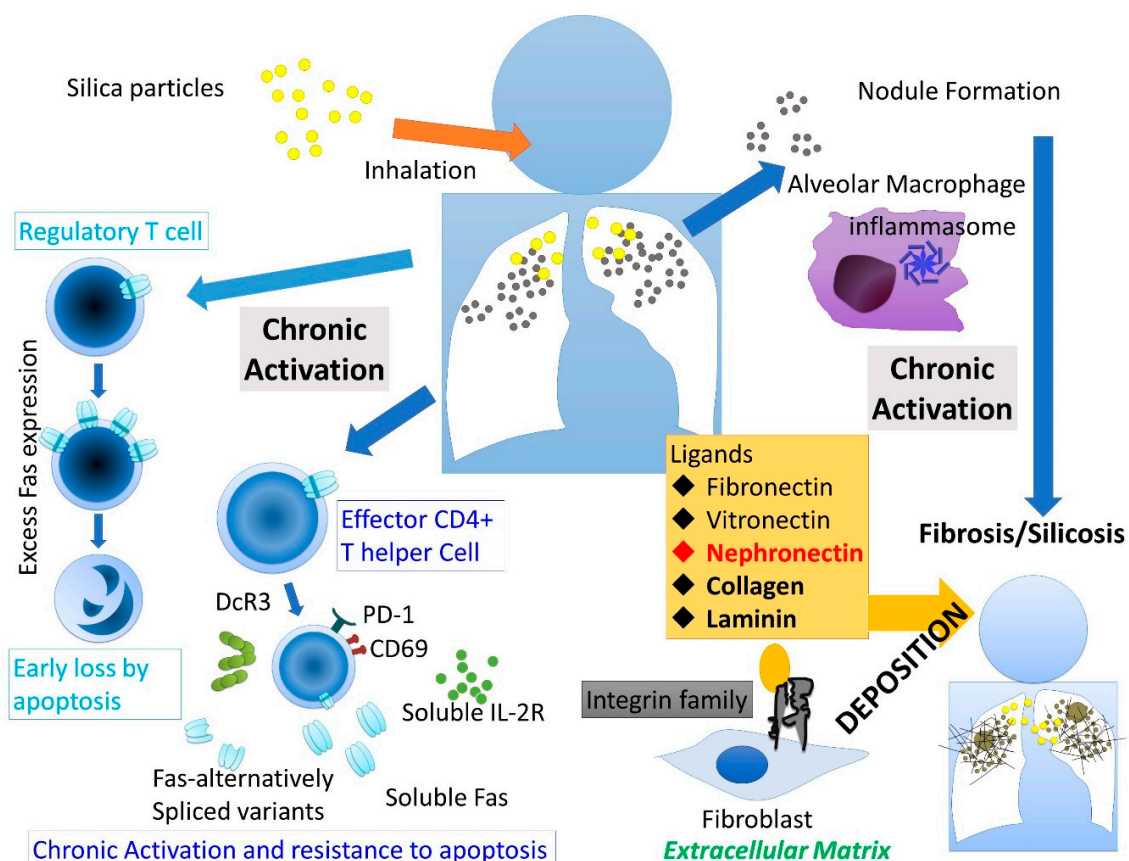 Silica particles
Inhalation
Nodule Formation
Alveolar Macrophage
inflammasome
Regulatory T cell
Chronic
Activation
Excess Fas expression
Early loss by
apoptosis
Effector CD4+
T helper Cell
DcR3
PD-1
CD69
Soluble IL-2R
Fas-alternatively
Spliced variants
Soluble Fas
Chronic Activation and resistance to apoptosis
Chronic
Activation
Ligands
◆ Fibronectin
◆ Vitronectin
◆ Nephronectin
◆ Collagen
◆ Laminin
Fibrosis/Silicosis
DEPOSITION
Integrin family
Fibroblast
Extracellular Matrix